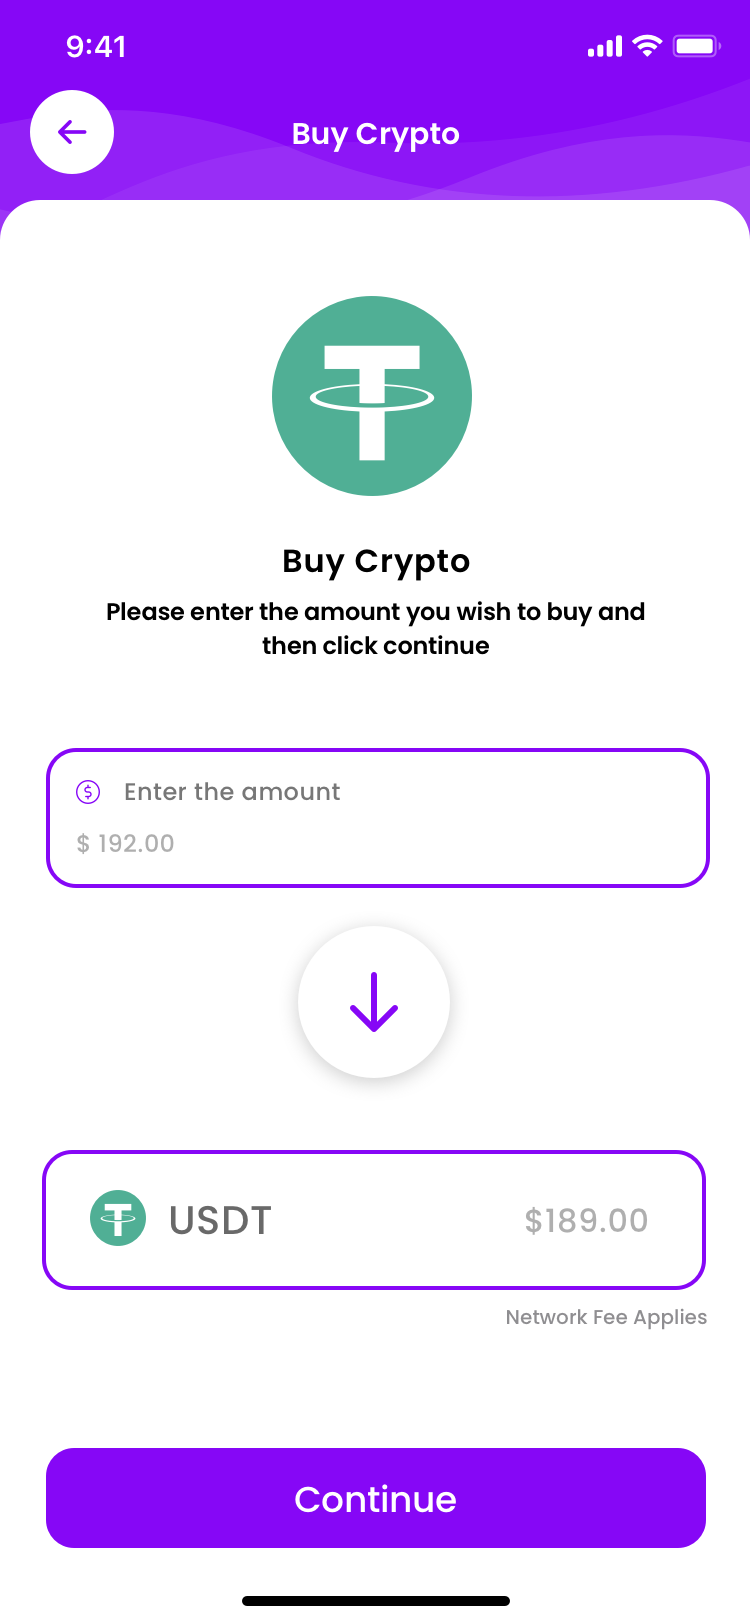 9:41
Buy Crypto
Buy Crypto
Please enter the amount you wish to buy and
then click continue
Enter the amount
$ 192.00
USDT $189.00
Network Fee Applies
Continue